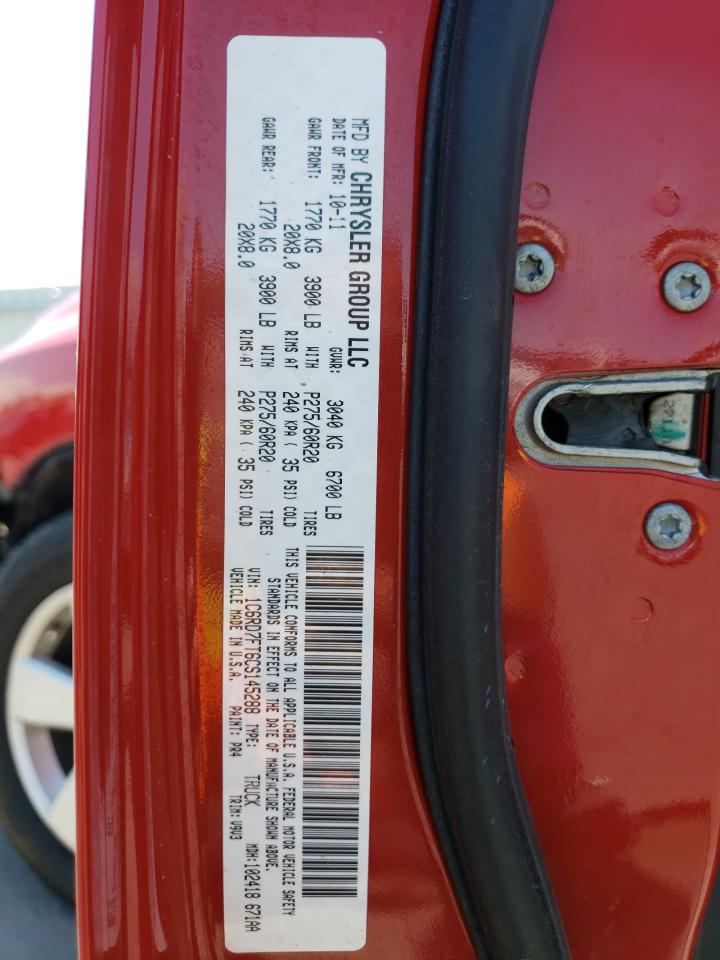 MFD BY CHRYSLER GROUP LLC
DATE OF MFR: 10-11 GVWR: 3040 KG 6700 LB
GAWR FRONT: 1770 KG 3900 LB WITH P275/60R20 TIRES
20X8.0 RIMS AT 240 KPA ( 35 PSI) COLD
GAWR REAR: 1770 KG 3900 LB WITH P275/60R20 TIRES
20X8.0 RIMS AT 240 KPA ( 35 PSI) COLD
THIS VEHICLE CONFORMS TO ALL APPLICABLE U.S.A. FEDERAL MOTOR VEHICLE SAFETY
STANDARDS IN EFFECT ON THE DATE OF MANUFACTURE SHOWN ABOVE.
VIN: 1C6RD7FT6CS145288 TYPE: TRUCK MDH:102418 671AA
VEHICLE MADE IN U.S.A. PAINT: PR4 TRIM: V9V3